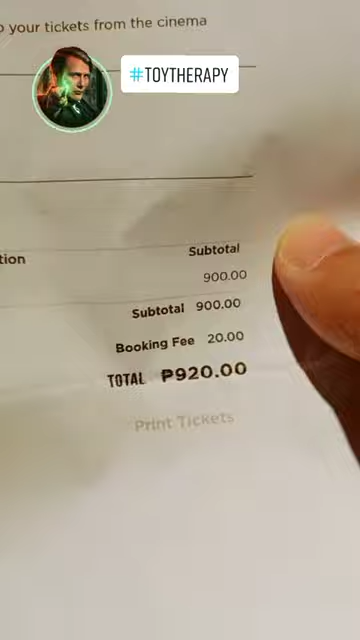 your tickets from the cinema
#TOYTHERAPY
Subtotal
900.00
Subtotal 900.00
Booking Fee 20.00
TOTAL ₱920.00
Print Tickets